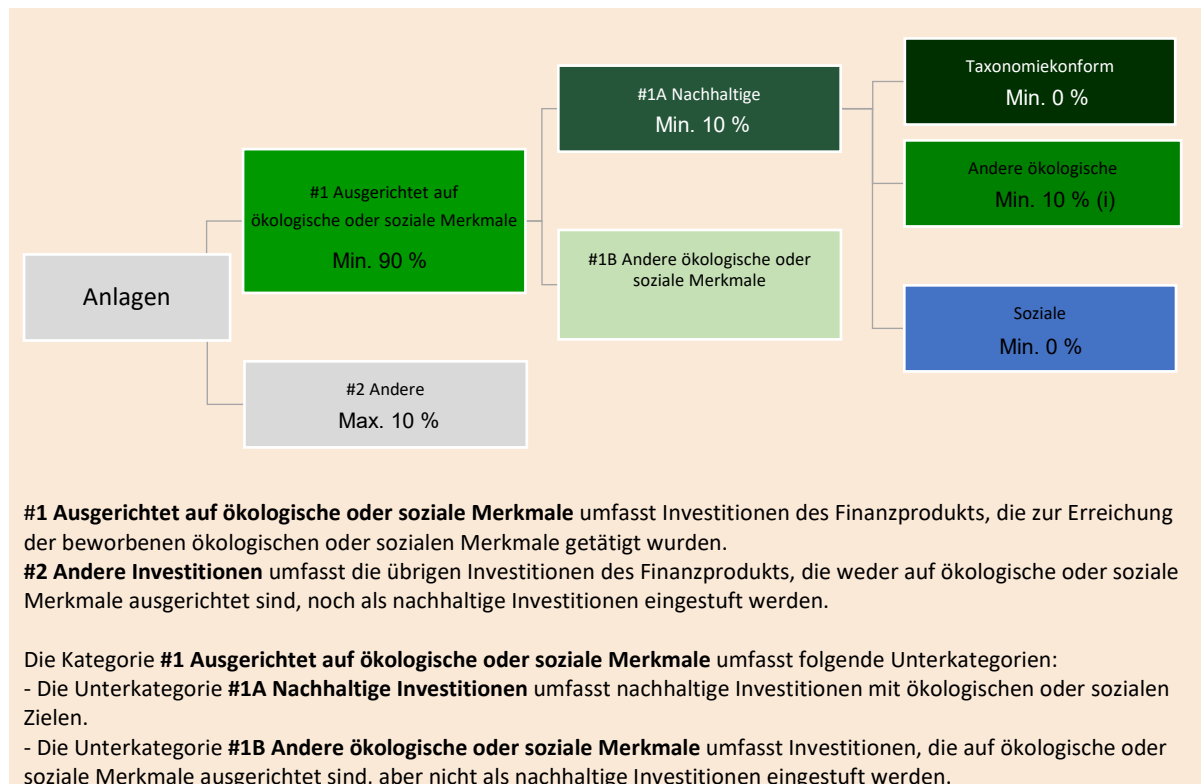 Taxonomiekonform
Min. 0 %
#1A Nachhaltige
Min. 10 %
Andere ökologische
Min. 10 % (i)
#1 Ausgerichtet auf
ökologische oder soziale Merkmale
Min. 90 %
#1B Andere ökologische oder
soziale Merkmale
Anlagen
Soziale
Min. 0 %
#2 Andere
Max. 10 %
#1 Ausgerichtet auf ökologische oder soziale Merkmale umfasst Investitionen des Finanzprodukts, die zur Erreichung
der beworbenen ökologischen oder sozialen Merkmale getätigt wurden.
#2 Andere Investitionen umfasst die übrigen Investitionen des Finanzprodukts, die weder auf ökologische oder soziale
Merkmale ausgerichtet sind, noch als nachhaltige Investitionen eingestuft werden.
Die Kategorie #1 Ausgerichtet auf ökologische oder soziale Merkmale umfasst folgende Unterkategorien:
- Die Unterkategorie #1A Nachhaltige Investitionen umfasst nachhaltige Investitionen mit ökologischen oder sozialen
Zielen.
- Die Unterkategorie #1B Andere ökologische oder soziale Merkmale umfasst Investitionen, die auf ökologische oder
soziale Merkmale ausgerichtet sind, aber nicht als nachhaltige Investitionen eingestuft werden.